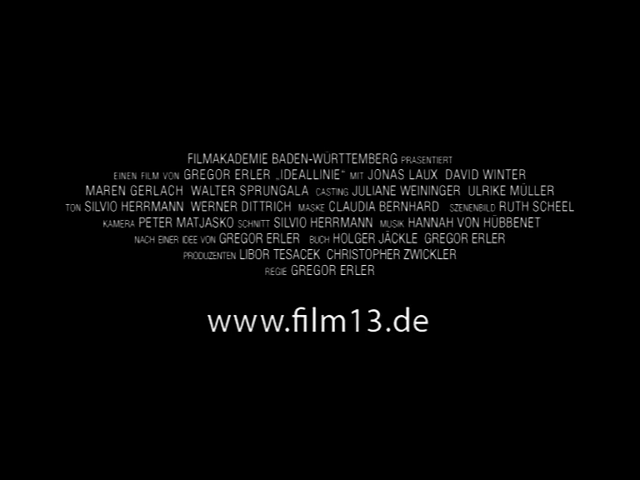 FILMAKADEMIE BADEN-WÜRTTEMBERG PRÄSENTIERT
EINEN FILM VON GREGOR ERLER „IDEALLINIE“ MIT JONAS LAUX DAVID WINTER
MAREN GERLACH WALTER SPRUNGALA CASTING JULIANE WEININGER ULRIKE MÜLLER
TON SILVIO HERRMANN WERNER DITTRICH MASKE CLAUDIA BERNHARD SZENENBILD RUTH SCHEEL
KAMERA PETER MATJASKO SCHNITT SILVIO HERRMANN MUSIK HANNAH VON HÜBBENET
NACH EINER IDEE VON GREGOR ERLER BUCH HOLGER JÄCKLE GREGOR ERLER
PRODUZENTEN LIBOR TESACEK CHRISTOPHER ZWICKLER
REGIE GREGOR ERLER
www.film13.de